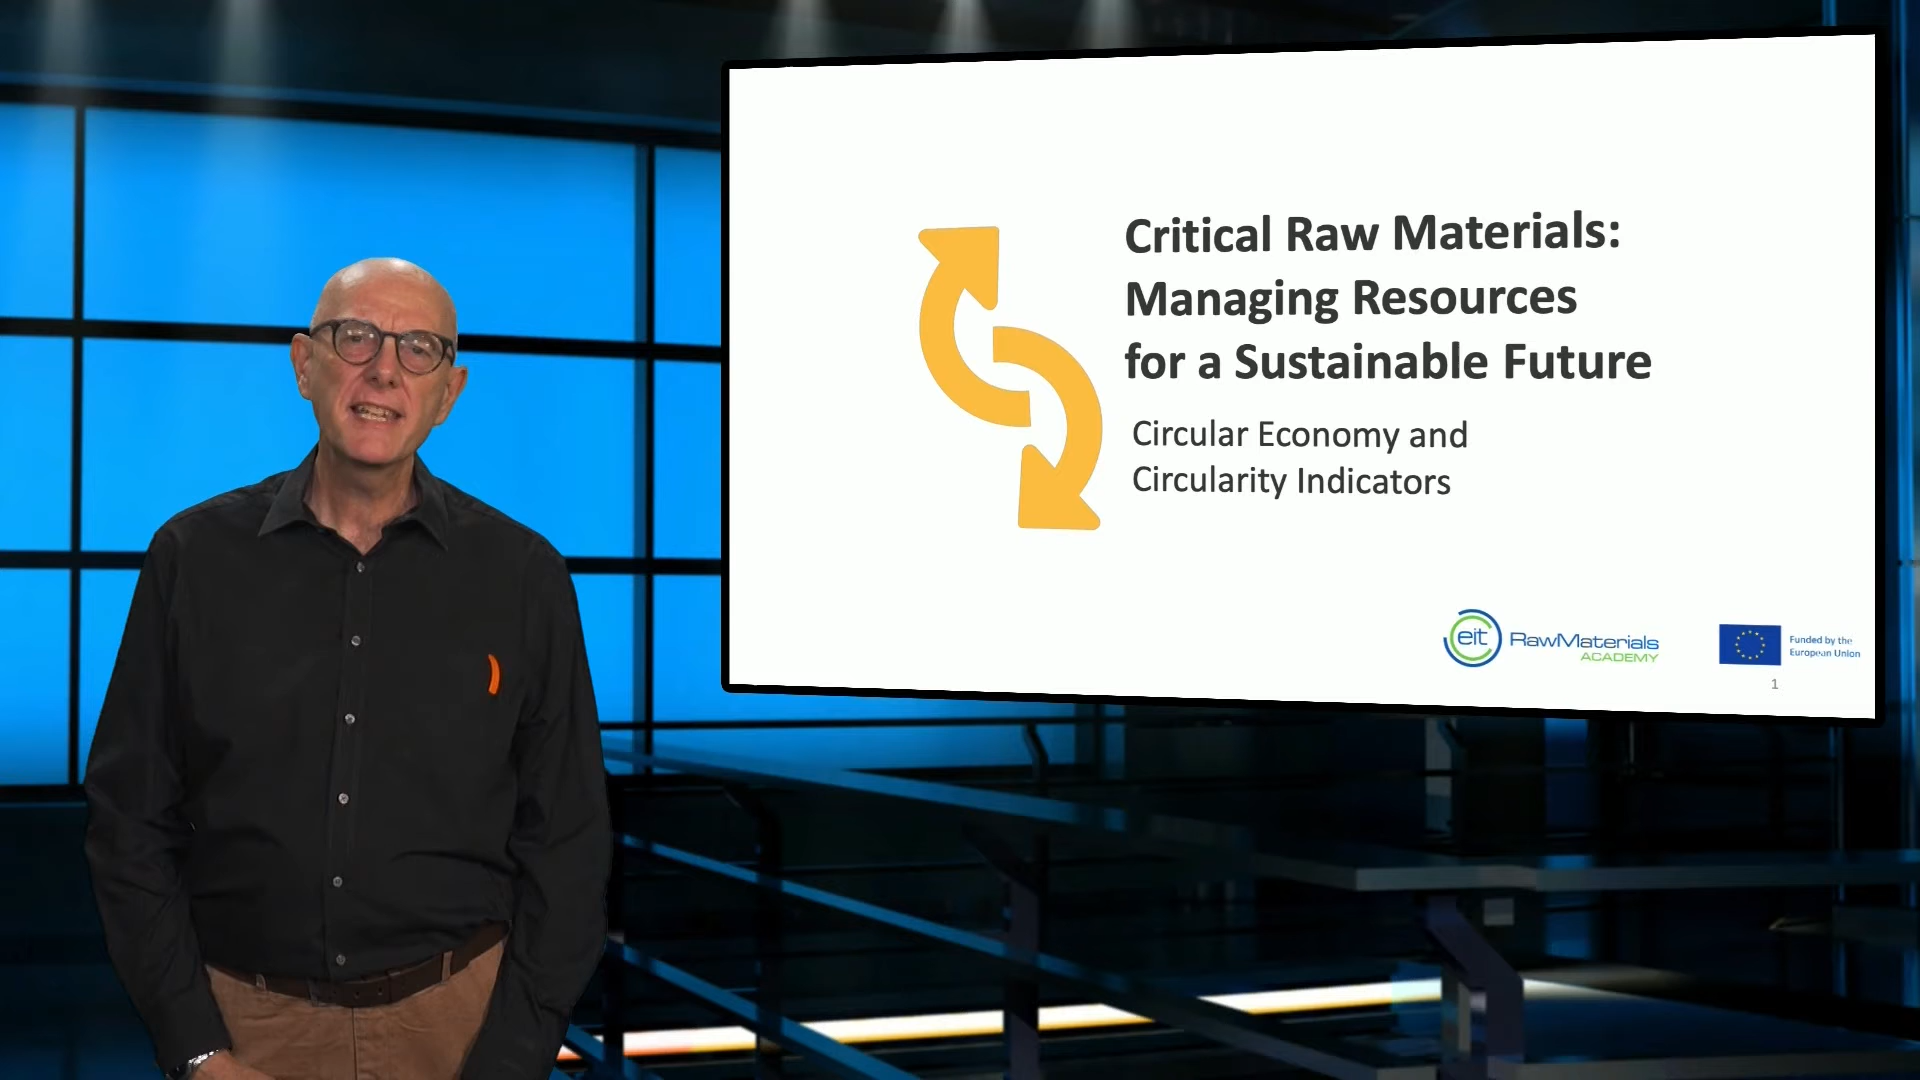 Critical Raw Materials:
Managing Resources
for a Sustainable Future
Circular Economy and
Circularity Indicators
eit RawMaterials
ACADEMY
Funded by the
European Union
1